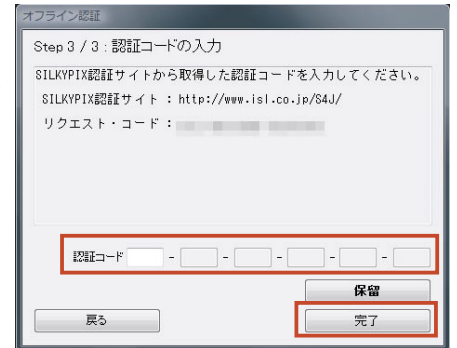 オフライン認証
Step 3 / 3 : 認証コードの入力
SILKYPIX認証サイトから取得した認証コードを入力してください。
SILKYPIX認証サイト : http://www.isl.co.jp/S4J/
リクエスト・コード :
認証コード - - - - -
保留
戻る 完了